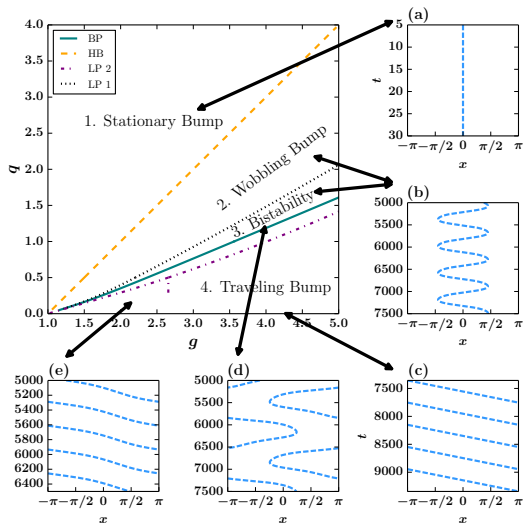 (a)
4.0
3.5
3.0
2.5
2.0
1.5
1.0
0.5
0.0
q
BP
HB
LP 2
LP 1
1. Stationary Bump
2. Wobbling Bump
3. Bistability
4. Traveling Bump
1.0 1.5 2.0 2.5 3.0 3.5 4.0 4.5 5.0
g
5
10
15
20
25
30
t
−π −π/2 0 π/2 π
x
(b)
5000
5500
6000
6500
7000
7500
−π −π/2 0 π/2 π
(e)
5000
5200
5400
5600
5800
6000
6200
6400
−π −π/2 0 π/2 π
x
(d)
5000
5500
6000
6500
7000
7500
−π −π/2 0 π/2 π
x
(c)
7500
8000
8500
9000
t
−π −π/2 0 π/2 π
x